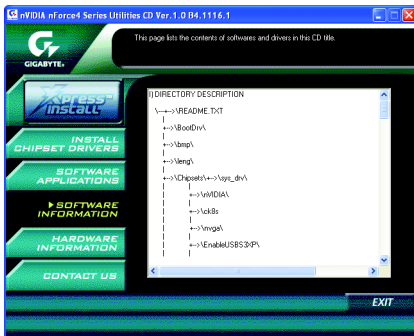 nVIDIA nForce4 Series Utilities CD Ver.1.0 B4.1116.1
GIGABYTE™
This page lists the contents of softwares and drivers in this CD title.
Xpress™
Install
INSTALL
CHIPSET DRIVERS
SOFTWARE
APPLICATIONS
SOFTWARE
INFORMATION
HARDWARE
INFORMATION
CONTACT US
I) DIRECTORY DESCRIPTION
\--+-->\README.TXT
|
+-->\BootDrv\
|
+-->\bmp\
|
+-->\leng\
|
+-->\Chipsets\+-->\sys_drv\
| |
| +-->\nVIDIA\
| |
| +-->\ck8s
| |
| +-->\nvga\
| |
| +-->\EnableUSBS3XP\
| |
EXIT